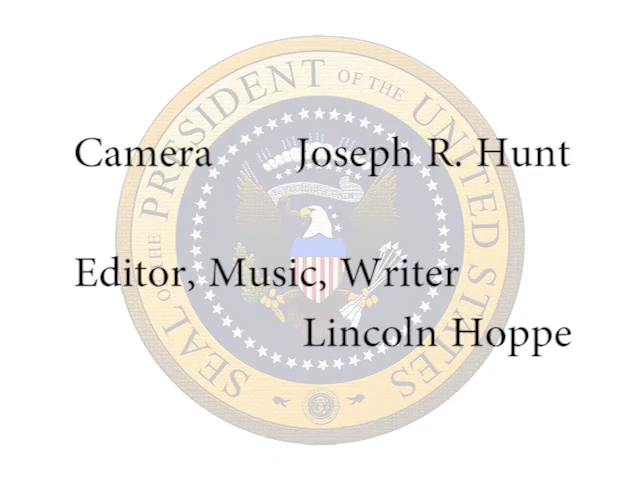 SEAL OF THE PRESIDENT OF THE UNITED STATES
Camera Joseph R. Hunt
Editor, Music, Writer
Lincoln Hoppe